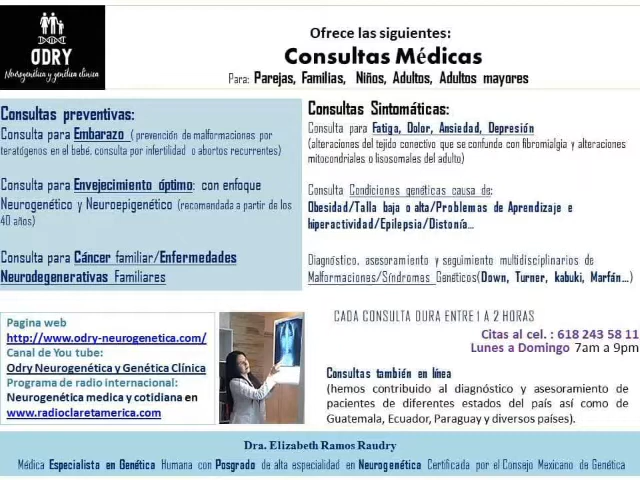 ODRY
Neurogenética y genética clínica
Ofrece las siguientes:
Consultas Médicas
Para: Parejas, Familias, Niños, Adultos, Adultos mayores
Consultas preventivas:
Consulta para Embarazo ( prevención de malformaciones por
teratógenos en el bebé, consulta por infertilidad o abortos recurrentes)
Consulta para Envejecimiento óptimo: con enfoque
Neurogenético y Neuroepigenético (recomendada a partir de los
40 años)
Consulta para Cáncer familiar/Enfermedades
Neurodegenerativas Familiares
Consultas Sintomáticas:
Consulta para Fatiga, Dolor, Ansiedad, Depresión
(alteraciones del tejido conectivo que se confunde con fibromialgia y alteraciones
mitocondriales o lisosomales del adulto)
Consulta Condiciones genéticas causa de:
Obesidad/Talla baja o alta/Problemas de Aprendizaje e
hiperactividad/Epilepsia/Distonía...
Diagnóstico, asesoramiento y seguimiento multidisciplinarios de
Malformaciones/Síndromes Genéticos(Down, Turner, kabuki, Marfán...)
Pagina web
http://www.odry-neurogenetica.com/
Canal de You tube:
Odry Neurogenética y Genética Clínica
Programa de radio internacional:
Neurogenética medica y cotidiana en
www.radioclaretamerica.com
CADA CONSULTA DURA ENTRE 1 A 2 HORAS
Citas al cel. : 618 243 58 11
Lunes a Domingo 7am a 9pm
Consultas también en línea
(hemos contribuido al diagnóstico y asesoramiento de
pacientes de diferentes estados del país así como de
Guatemala, Ecuador, Paraguay y diversos países).
Dra. Elizabeth Ramos Raudry
Médica Especialista en Genética Humana con Posgrado de alta especialidad en Neurogenética Certificada por el Consejo Mexicano de Genética